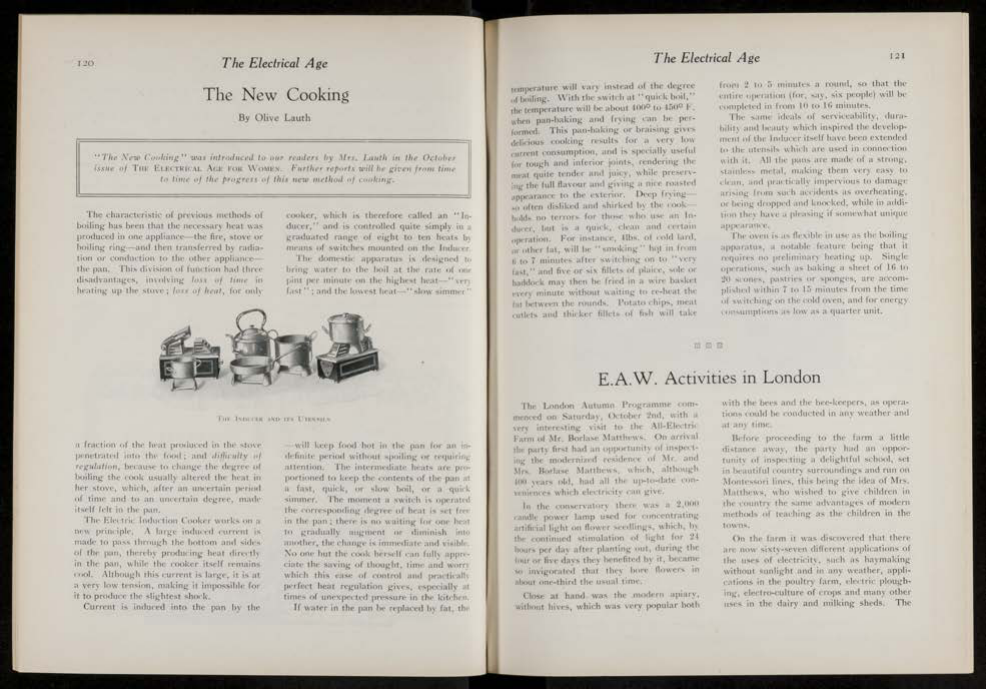 120
The Electrical Age
The New Cooking
By Olive Lauth
"The New Cooking" was introduced to our readers by Mrs. Lauth in the October
issue of THE ELECTRICAL AGE FOR WOMEN. Further reports will be given from time
to time of the progress of this new method of cooking.
The characteristic of previous methods of
boiling has been that the necessary heat was
produced in one appliance—the fire, stove or
boiling ring—and then transferred by radia-
tion or conduction to the other appliance—
the pan. This division of function had three
disadvantages, involving loss of time in
heating up the stove; loss of heat, for only
cooker, which is therefore called an "In-
ducer," and is controlled quite simply in a
graduated range of eight to ten heats by
means of switches mounted on the Inducer.
The domestic apparatus is designed to
bring water to the boil at the rate of one
pint per minute on the highest heat—"very
fast"; and the lowest heat—"slow simmer"
THE INDUCER AND ITS UTENSILS
a fraction of the heat produced in the stove
penetrated into the food; and difficulty of
regulation, because to change the degree of
boiling the cook usually altered the heat in
her stove, which, after an uncertain period
of time and to an uncertain degree, made
itself felt in the pan.
The Electric Induction Cooker works on a
new principle. A large induced current is
made to pass through the bottom and sides
of the pan, thereby producing heat directly
in the pan, while the cooker itself remains
cool. Although this current is large, it is at
a very low tension, making it impossible for
it to produce the slightest shock.
Current is induced into the pan by the
—will keep food hot in the pan for an in-
definite period without spoiling or requiring
attention. The intermediate heats are pro-
portioned to keep the contents of the pan at
a fast, quick, or slow boil, or a quick
simmer. The moment a switch is operated
the corresponding degree of heat is set free
in the pan; there is no waiting for one heat
to gradually augment or diminish into
another, the change is immediate and visible.
No one but the cook herself can fully appre-
ciate the saving of thought, time and worry
which this ease of control and practically
perfect heat regulation gives, especially at
times of unexpected pressure in the kitchen.
If water in the pan be replaced by fat, the
The Electrical Age
121
temperature will vary instead of the degree
of boiling. With the switch at "quick boil,"
the temperature will be about 400° to 450° F.
when pan-baking and frying can be per-
formed. This pan-baking or braising gives
delicious cooking results for a very low
current consumption, and is specially useful
for tough and inferior joints, rendering the
meat quite tender and juicy, while preserv-
ing the full flavour and giving a nice roasted
appearance to the exterior. Deep frying—
so often disliked and shirked by the cook—
holds no terrors for those who use an In-
ducer, but is a quick, clean and certain
operation. For instance, of cold lard,
or other fat, will be "smoking" hot in from
6 to 7 minutes after switching on to "very
fast," and five or six fillets of plaice, sole or
haddock may then be fried in a wire basket
every minute without waiting to re-heat the
fat between the rounds. Potato chips, meat
cutlets and thicker fillets of fish will take
from 2 to 5 minutes a round, so that the
entire operation (for, say, six people) will be
completed in from 10 to 16 minutes.
The same ideals of serviceability, dura-
bility and beauty which inspired the develop-
ment of the Inducer itself have been extended
to the utensils which are used in connection
with it. All the pans are made of a strong,
stainless metal, making them very easy to
clean, and practically impervious to damage
arising from such accidents as overheating,
or being dropped and knocked, while in addi-
tion they have a pleasing if somewhat unique
appearance.
The oven is as flexible in use as the boiling
apparatus, a notable feature being that it
requires no preliminary heating up. Single
operations, such as baking a sheet of 16 to
20 scones, pastries or sponges, are accom-
plished within 7 to 15 minutes from the time
of switching on the cold oven, and for energy
consumptions as low as a quarter unit.
E.A.W. Activities in London
The London Autumn Programme com-
menced on Saturday, October 2nd, with a
very interesting visit to the All-Electric
Farm of Mr. Borlase Matthews. On arrival
the party first had an opportunity of inspect-
ing the modernized residence of Mr. and
Mrs. Borlase Matthews, which, although
400 years old, had all the up-to-date con-
veniences which electricity can give.
In the conservatory there was a 2,000
candle power lamp used for concentrating
artificial light on flower seedlings, which, by
the continued stimulation of light for 24
hours per day after planting out, during the
four or five days they benefited by it, became
so invigorated that they bore flowers in
about one-third the usual time.
Close at hand was the modern apiary,
without hives, which was very popular both
with the bees and the bee-keepers, as opera-
tions could be conducted in any weather and
at any time.
Before proceeding to the farm a little
distance away, the party had an oppor-
tunity of inspecting a delightful school, set
in beautiful country surroundings and run on
Montessori lines, this being the idea of Mrs.
Matthews, who wished to give children in
the country the same advantages of modern
methods of teaching as the children in the
towns.
On the farm it was discovered that there
are now sixty-seven different applications of
the uses of electricity, such as haymaking
without sunlight and in any weather, appli-
cations in the poultry farm, electric plough-
ing, electro-culture of crops and many other
uses in the dairy and milking sheds. The